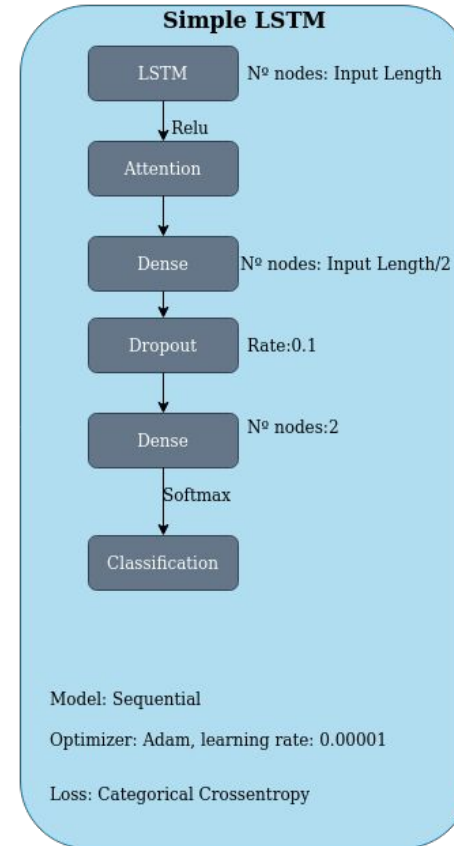 Simple LSTM
LSTM
Nº nodes: Input Length
Relu
Attention
Dense
Nº nodes: Input Length/2
Dropout
Rate:0.1
Dense
Nº nodes:2
Softmax
Classification
Model: Sequential
Optimizer: Adam, learning rate: 0.00001
Loss: Categorical Crossentropy